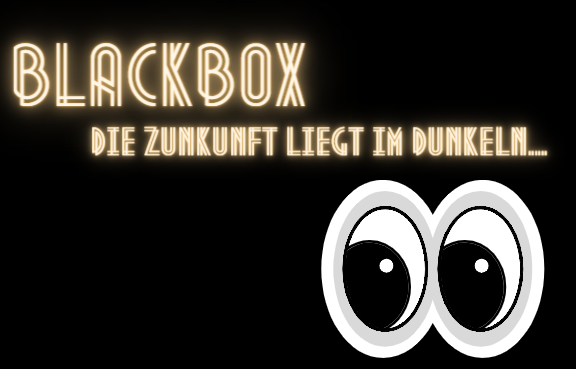 BLACKBOX
DIE ZUNKUNFT LIEGT IM DUNKELN....